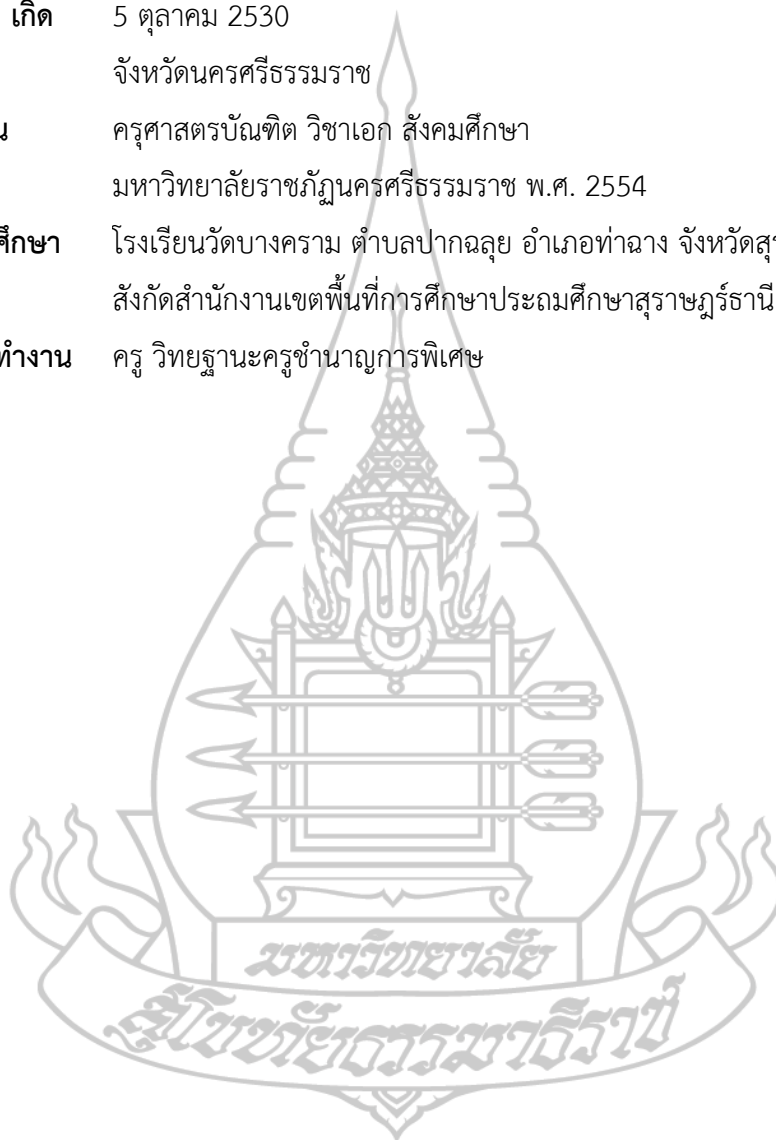 เกิด 5 ตุลาคม 2530
จังหวัดนครศรีธรรมราช
ครุศาสตรบัณฑิต วิชาเอก สังคมศึกษา
มหาวิทยาลัยราชภัฏนครศรีธรรมราช พ.ศ. 2554
ศึกษา โรงเรียนวัดบางคราม ตำบลปากฉลุย อำเภอท่าฉาง จังหวัดสุ
สังกัดสำนักงานเขตพื้นที่การศึกษาประถมศึกษาสุราษฎร์ธานี
ทำงาน ครู วิทยฐานะครูชำนาญการพิเศษ
มหาวิทยาลัย
สุโขทัยธรรมาธิราช